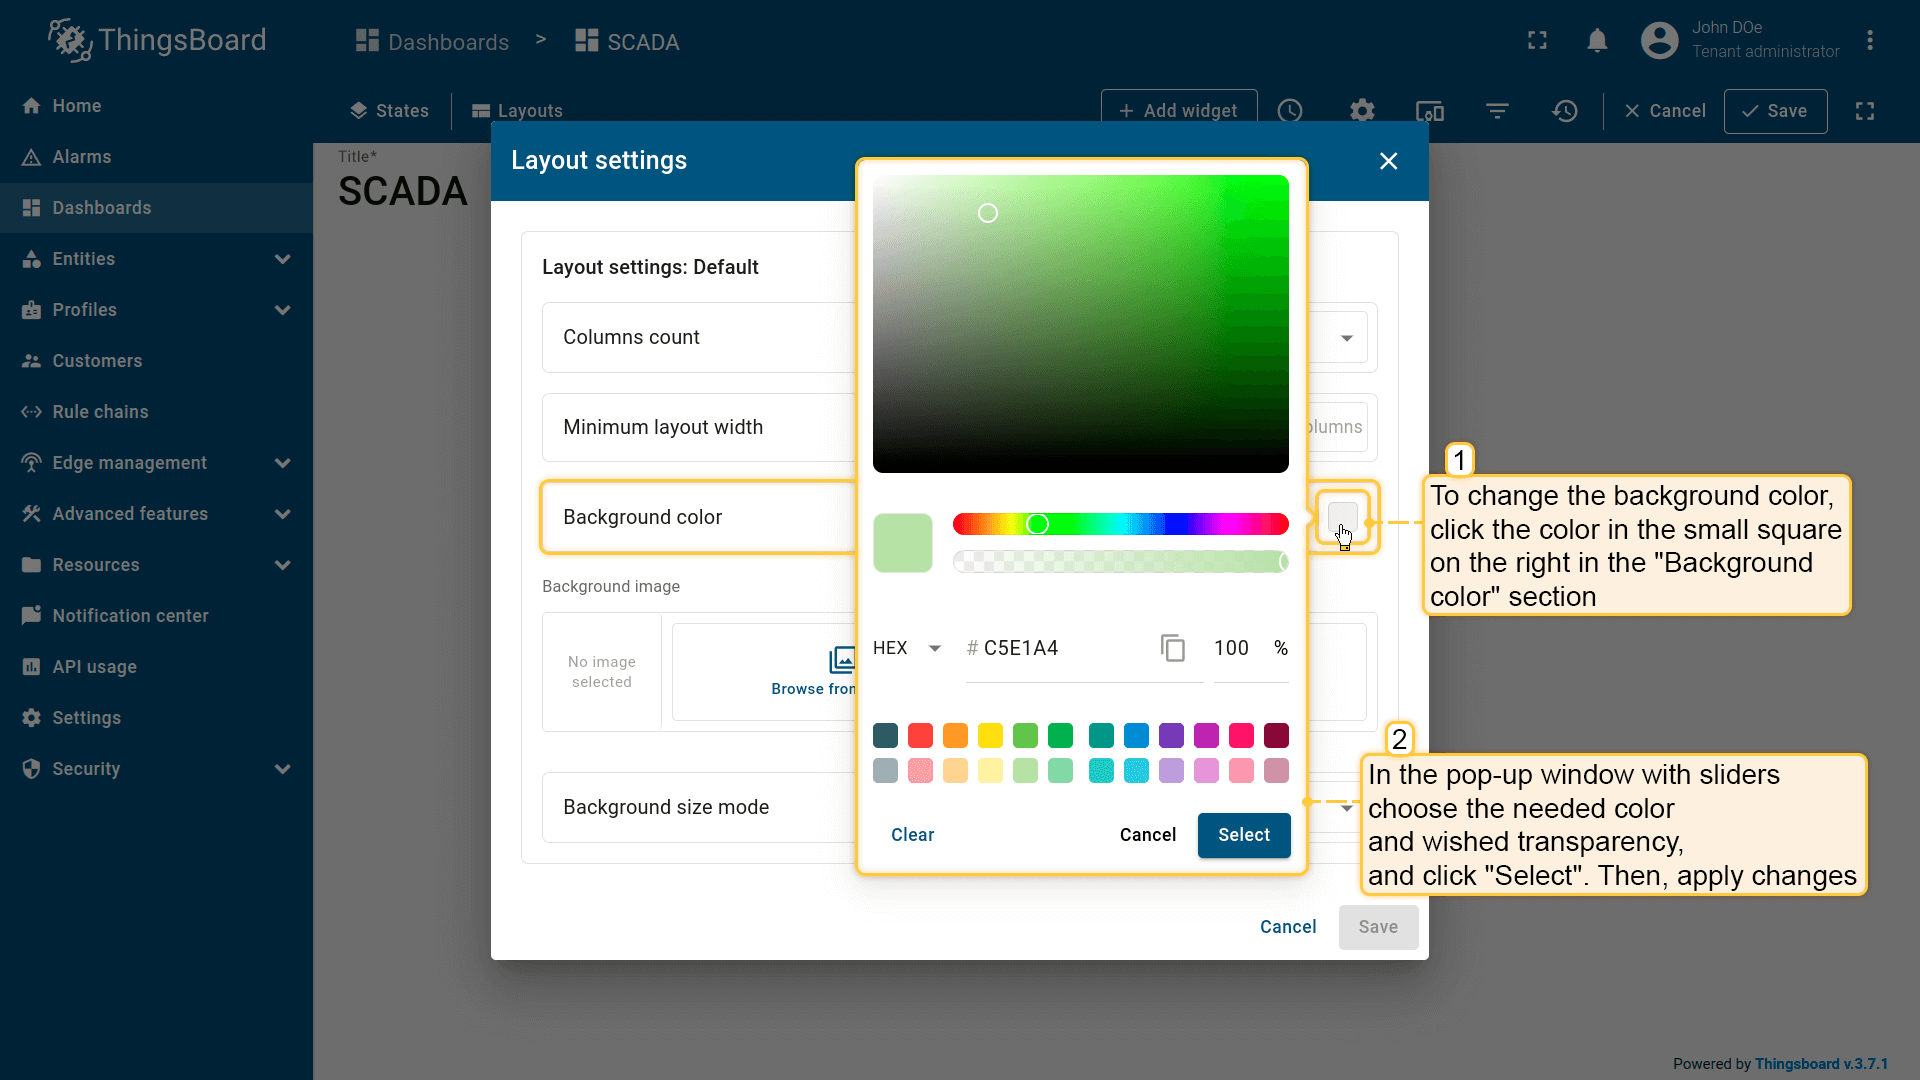 ThingsBoard
Dashboards > SCADA
John DOe
Tenant administrator
Home
Alarms
Dashboards
Entities
Profiles
Customers
Rule chains
Edge management
Advanced features
Resources
Notification center
API usage
Settings
Security
States
Layouts
+ Add widget
Cancel
Save
Title*
SCADA
Layout settings
Layout settings: Default
Columns count
Minimum layout width
olumns
Background color
Background image
No image
selected
Browse fron
Background size mode
HEX
# C5E1A4
100 %
Clear
Cancel
Select
Cancel
Save
1
To change the background color,
click the color in the small square
on the right in the "Background
color" section
2
In the pop-up window with sliders
choose the needed color
and wished transparency,
and click "Select". Then, apply changes
Powered by Thingsboard v.3.7.1